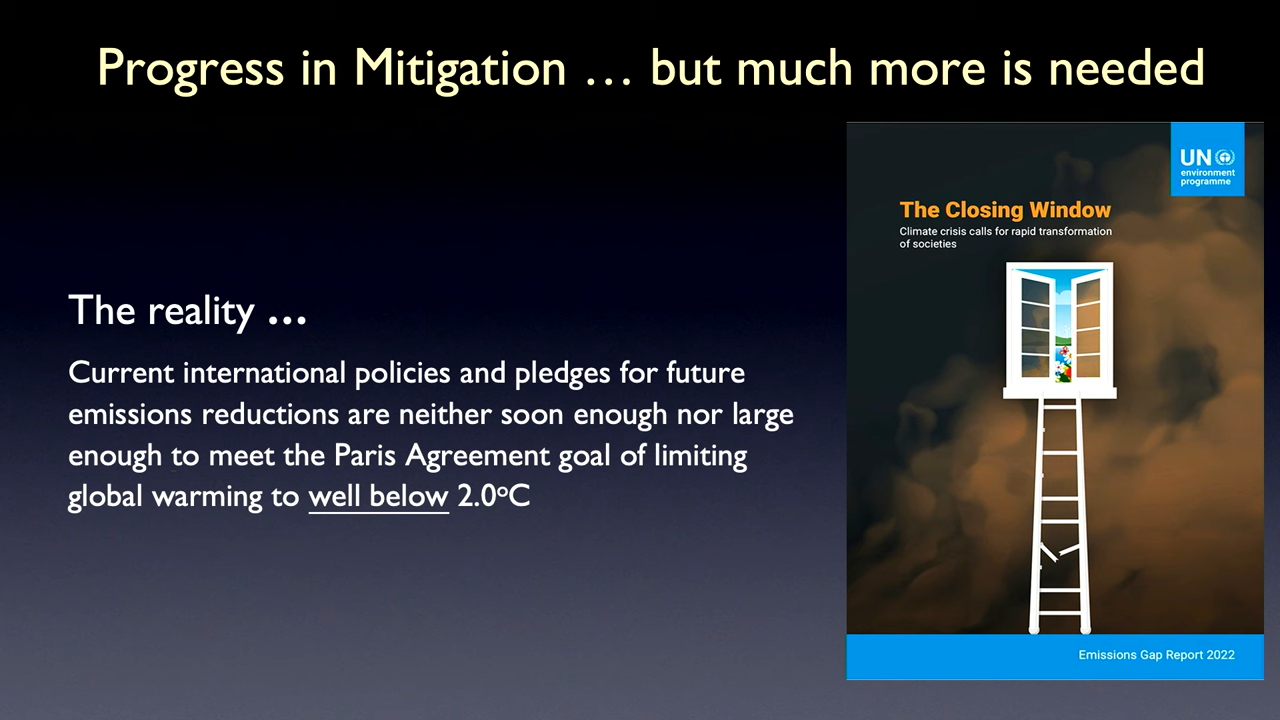 Progress in Mitigation … but much more is needed
UN
environment
programme
The Closing Window
Climate crisis calls for rapid transformation
of societies
The reality …
Current international policies and pledges for future
emissions reductions are neither soon enough nor large
enough to meet the Paris Agreement goal of limiting
global warming to well below 2.0ºC
Emissions Gap Report 2022